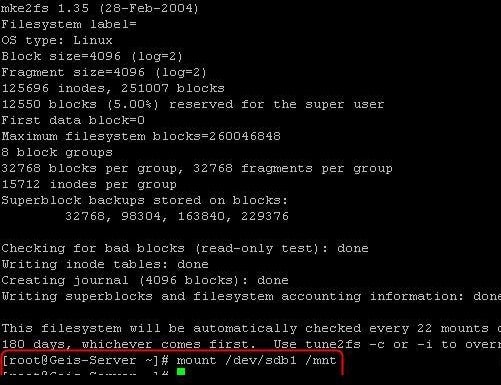 mke2fs 1.35 (28-Feb-2004)
Filesystem label=
OS type: Linux
Block size=4096 (log=2)
Fragment size=4096 (log=2)
125696 inodes, 251007 blocks
12550 blocks (5.00%) reserved for the super user
First data block=0
Maximum filesystem blocks=260046848
8 block groups
32768 blocks per group, 32768 fragments per group
15712 inodes per group
Superblock backups stored on blocks:
        32768, 98304, 163840, 229376

Checking for bad blocks (read-only test): done
Writing inode tables: done
Creating journal (4096 blocks): done
Writing superblocks and filesystem accounting information: done

This filesystem will be automatically checked every 22 mounts
180 days, whichever comes first.  Use tune2fs -c or -i to
[root@Geis-Server ~]# mount /dev/sdb1 /mnt
[root@Geis-Server ~]#